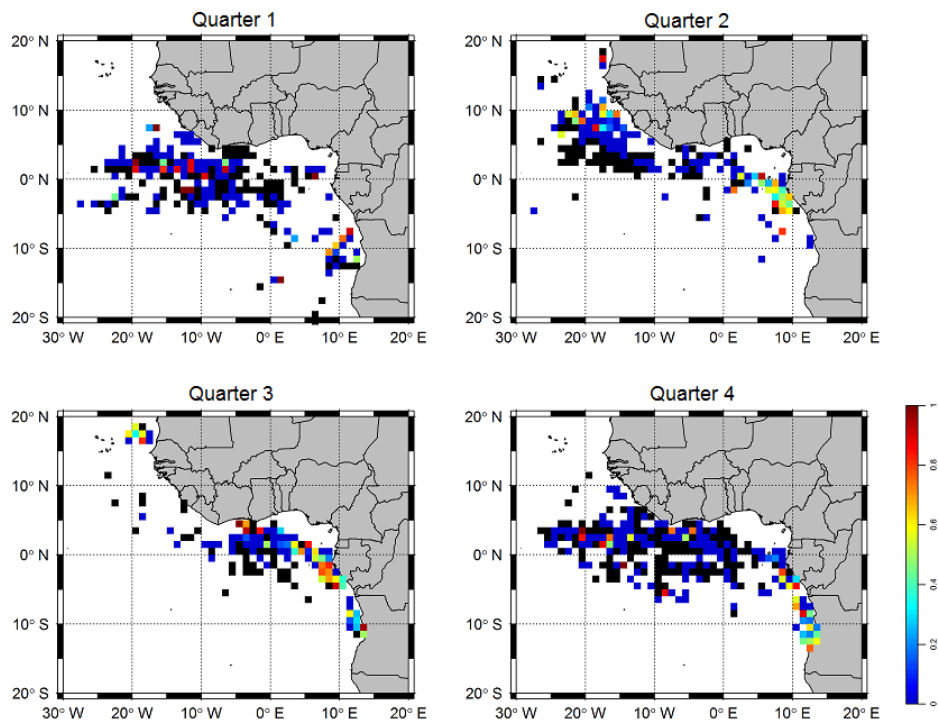 Quarter 1
20° N
10° N
0° N
10° S
20° S
30° W
20° W
10° W
0° E
10° E
20° E
Quarter 2
20° N
10° N
0° N
10° S
20° S
30° W
20° W
10° W
0° E
10° E
20° E
Quarter 3
20° N
10° N
0° N
10° S
20° S
30° W
20° W
10° W
0° E
10° E
20° E
Quarter 4
20° N
10° N
0° N
10° S
20° S
30° W
20° W
10° W
0° E
10° E
20° E
1
0.8
0.6
0.4
0.2
0